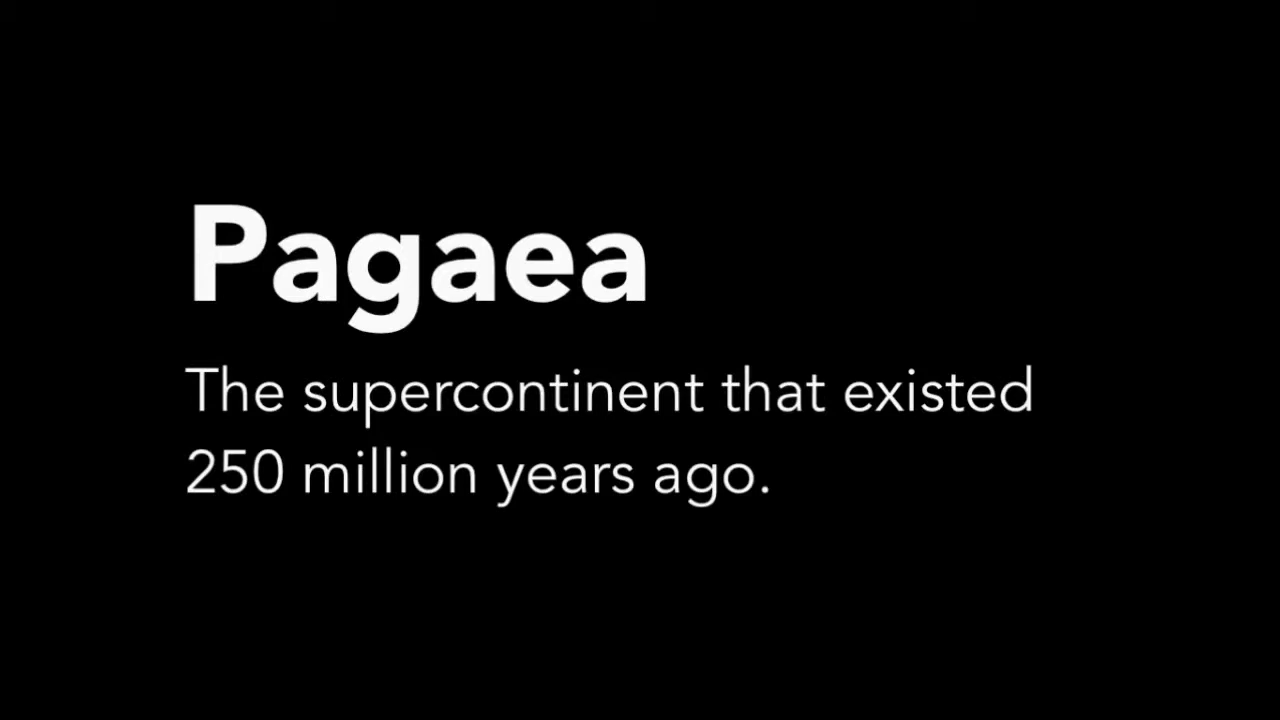 Pagaea
The supercontinent that existed
250 million years ago.